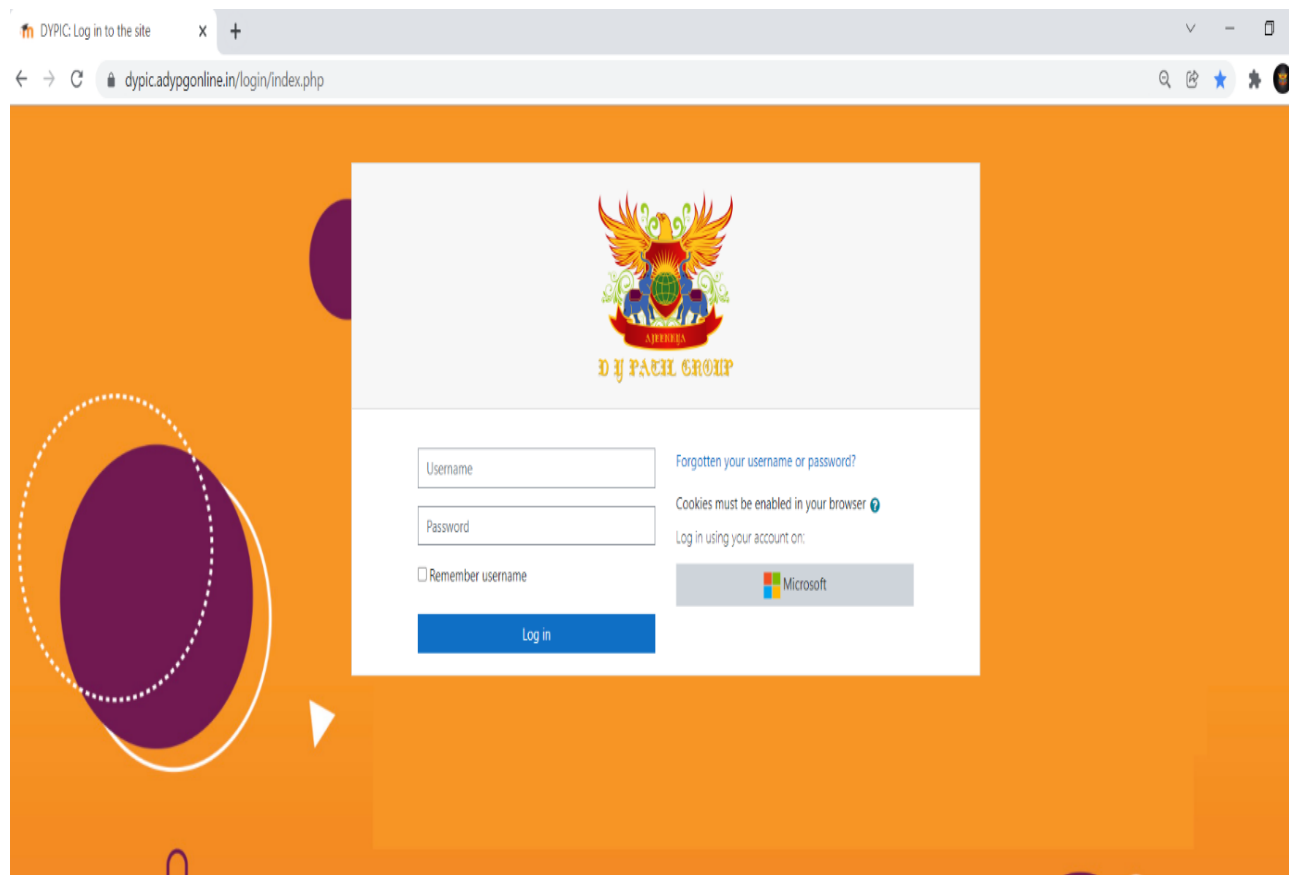 DYPIC: Log in to the site
dypic.adypgonline.in/login/index.php
AJEENKYA
D Y PATIL GROUP
Username
Password
Remember username
Log in
Forgotten your username or password?
Cookies must be enabled in your browser
Log in using your account on:
Microsoft